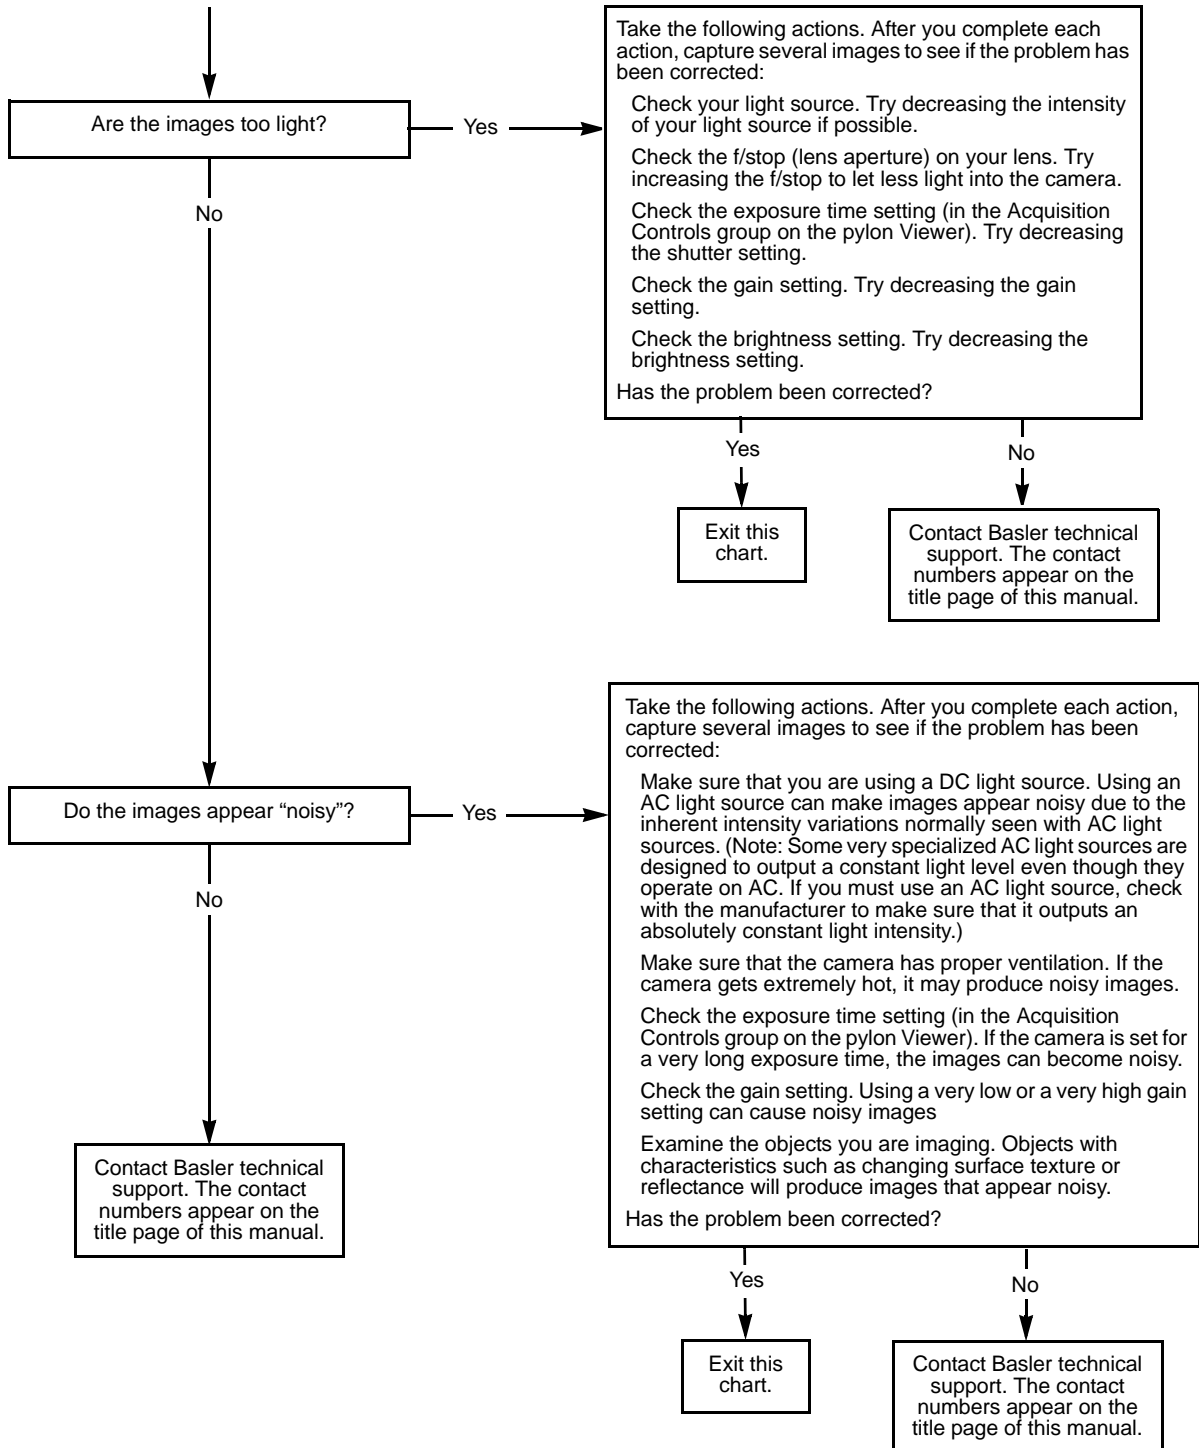 Take the following actions. After you complete each
action, capture several images to see if the problem has
been corrected:
Check your light source. Try decreasing the intensity
of your light source if possible.
Check the f/stop (lens aperture) on your lens. Try
increasing the f/stop to let less light into the camera.
Check the exposure time setting (in the Acquisition
Controls group on the pylon Viewer). Try decreasing
the shutter setting.
Check the gain setting. Try decreasing the gain
setting.
Check the brightness setting. Try decreasing the
brightness setting.
Has the problem been corrected?
Are the images too light?
Yes
No
Yes
No
Exit this
chart.
Contact Basler technical
support. The contact
numbers appear on the
title page of this manual.
Do the images appear “noisy”?
Yes
No
Take the following actions. After you complete each action,
capture several images to see if the problem has been
corrected:
Make sure that you are using a DC light source. Using an
AC light source can make images appear noisy due to the
inherent intensity variations normally seen with AC light
sources. (Note: Some very specialized AC light sources are
designed to output a constant light level even though they
operate on AC. If you must use an AC light source, check
with the manufacturer to make sure that it outputs an
absolutely constant light intensity.)
Make sure that the camera has proper ventilation. If the
camera gets extremely hot, it may produce noisy images.
Check the exposure time setting (in the Acquisition
Controls group on the pylon Viewer). If the camera is set for
a very long exposure time, the images can become noisy.
Check the gain setting. Using a very low or a very high gain
setting can cause noisy images
Examine the objects you are imaging. Objects with
characteristics such as changing surface texture or
reflectance will produce images that appear noisy.
Has the problem been corrected?
Contact Basler technical
support. The contact
numbers appear on the
title page of this manual.
Yes
No
Exit this
chart.
Contact Basler technical
support. The contact
numbers appear on the
title page of this manual.